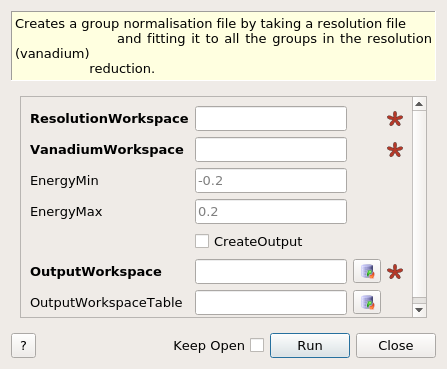 Creates a group normalisation file by taking a resolution file
and fitting it to all the groups in the resolution
(vanadium)
reduction.
ResolutionWorkspace *
VanadiumWorkspace *
EnergyMin -0.2
EnergyMax 0.2
CreateOutput
OutputWorkspace *
OutputWorkspaceTable
? Keep Open Run Close